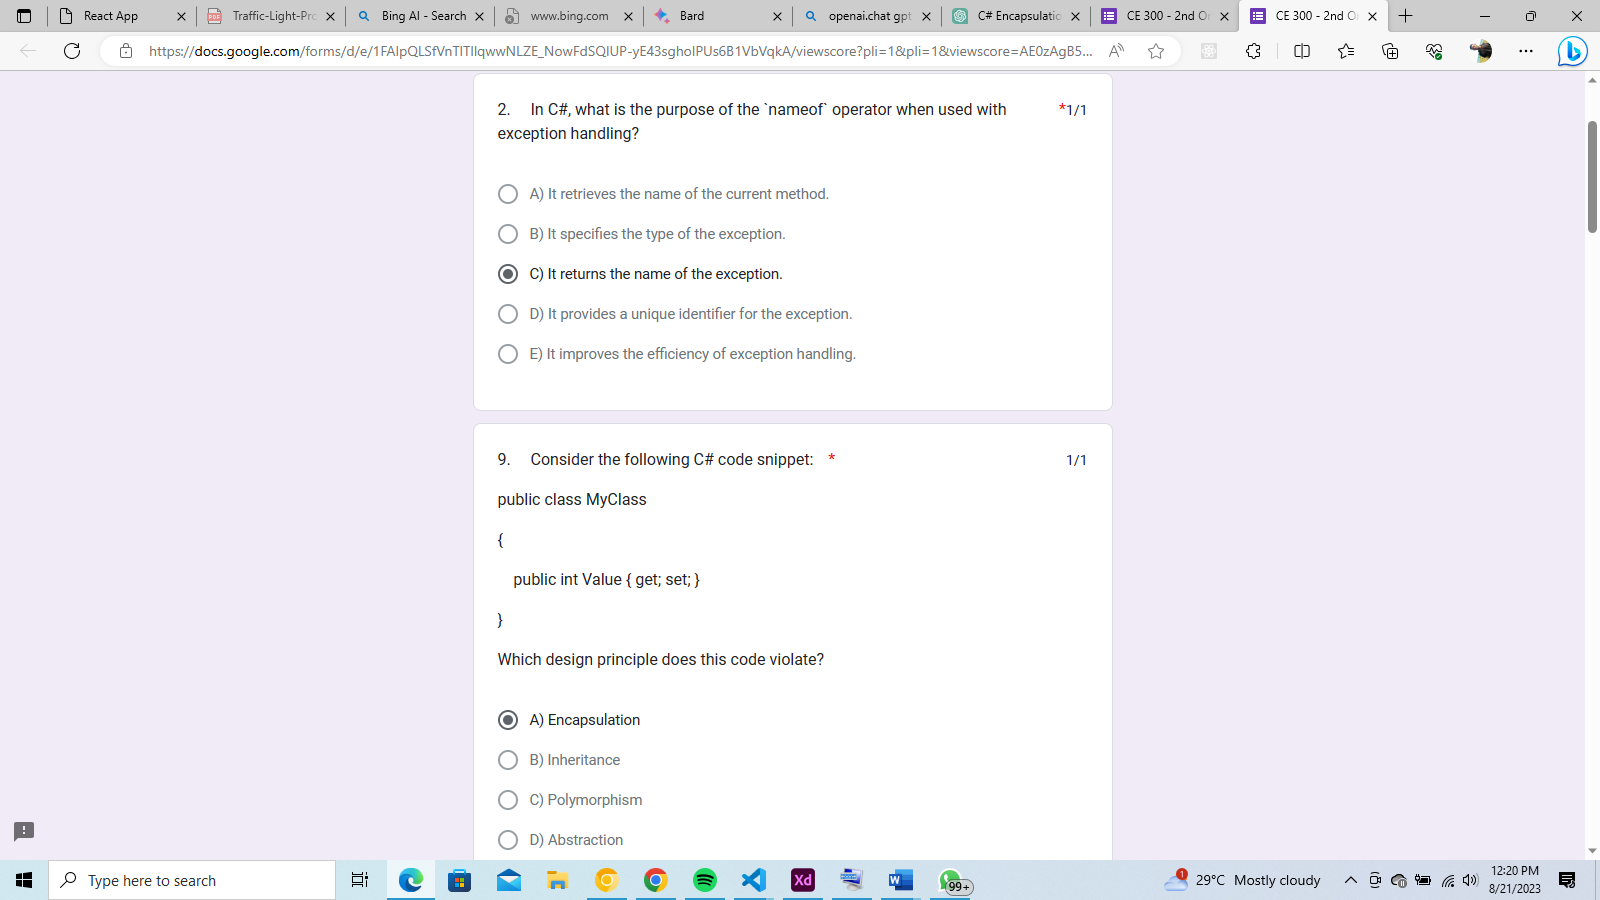 React App
Traffic-Light-Pro
Bing AI - Search
www.bing.com
Bard
openai.chat gpt
C# Encapsulatio
CE 300 - 2nd Or
CE 300 - 2nd O
https://docs.google.com/forms/d/e/1FAIpQLSfVnTlTIlqwwNLZE_NowFdSQIUP-yE43sghoIPUs6B1VbVqkA/viewscore?pli=1&pli=1&viewscore=AE0zAgB5...
2. In C#, what is the purpose of the `nameof` operator when used with *1/1
exception handling?
A) It retrieves the name of the current method.
B) It specifies the type of the exception.
C) It returns the name of the exception.
D) It provides a unique identifier for the exception.
E) It improves the efficiency of exception handling.
9. Consider the following C# code snippet: * 1/1
public class MyClass
{
public int Value { get; set; }
}
Which design principle does this code violate?
A) Encapsulation
B) Inheritance
C) Polymorphism
D) Abstraction
Type here to search
Xd
W
99+
1
29°C Mostly cloudy
12:20 PM
8/21/2023